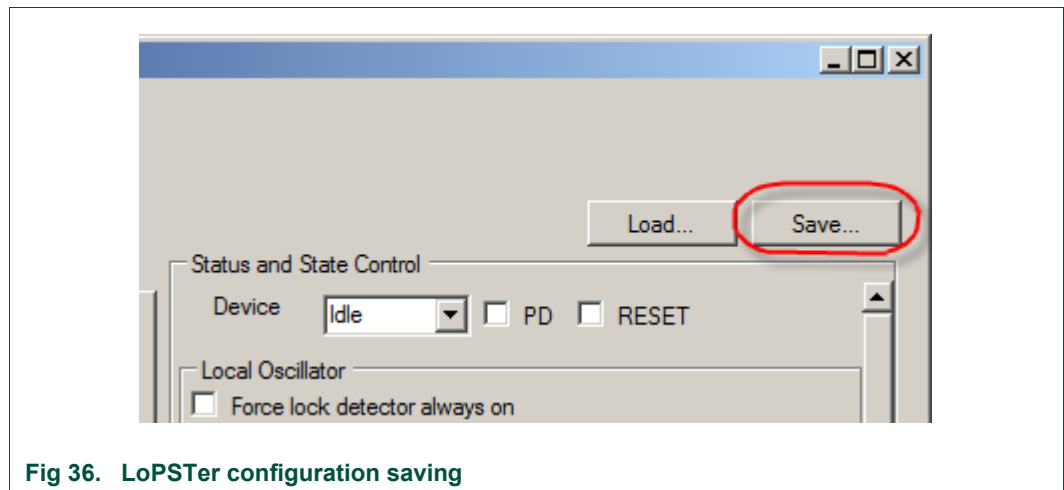 Load... Save...
Status and State Control
Device Idle PD RESET
Local Oscillator
Force lock detector always on
Fig 36. LoPSTer configuration saving